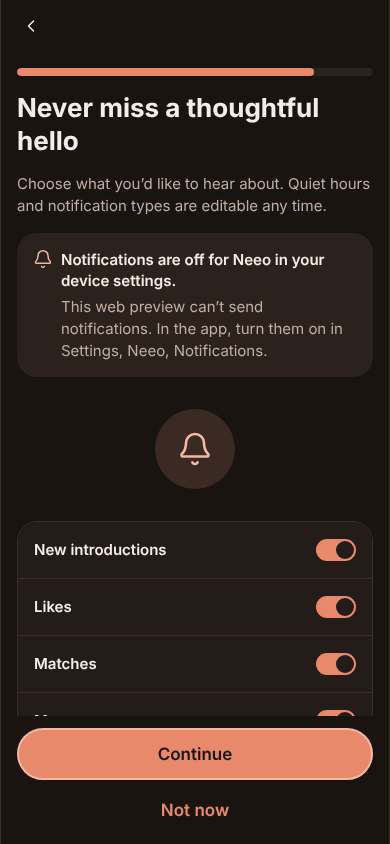 Never miss a thoughtful
hello
Choose what you’d like to hear about. Quiet hours
and notification types are editable any time.
Notifications are off for Neeo in your
device settings.
This web preview can’t send
notifications. In the app, turn them on in
Settings, Neeo, Notifications.
New introductions
Likes
Matches
Continue
Not now